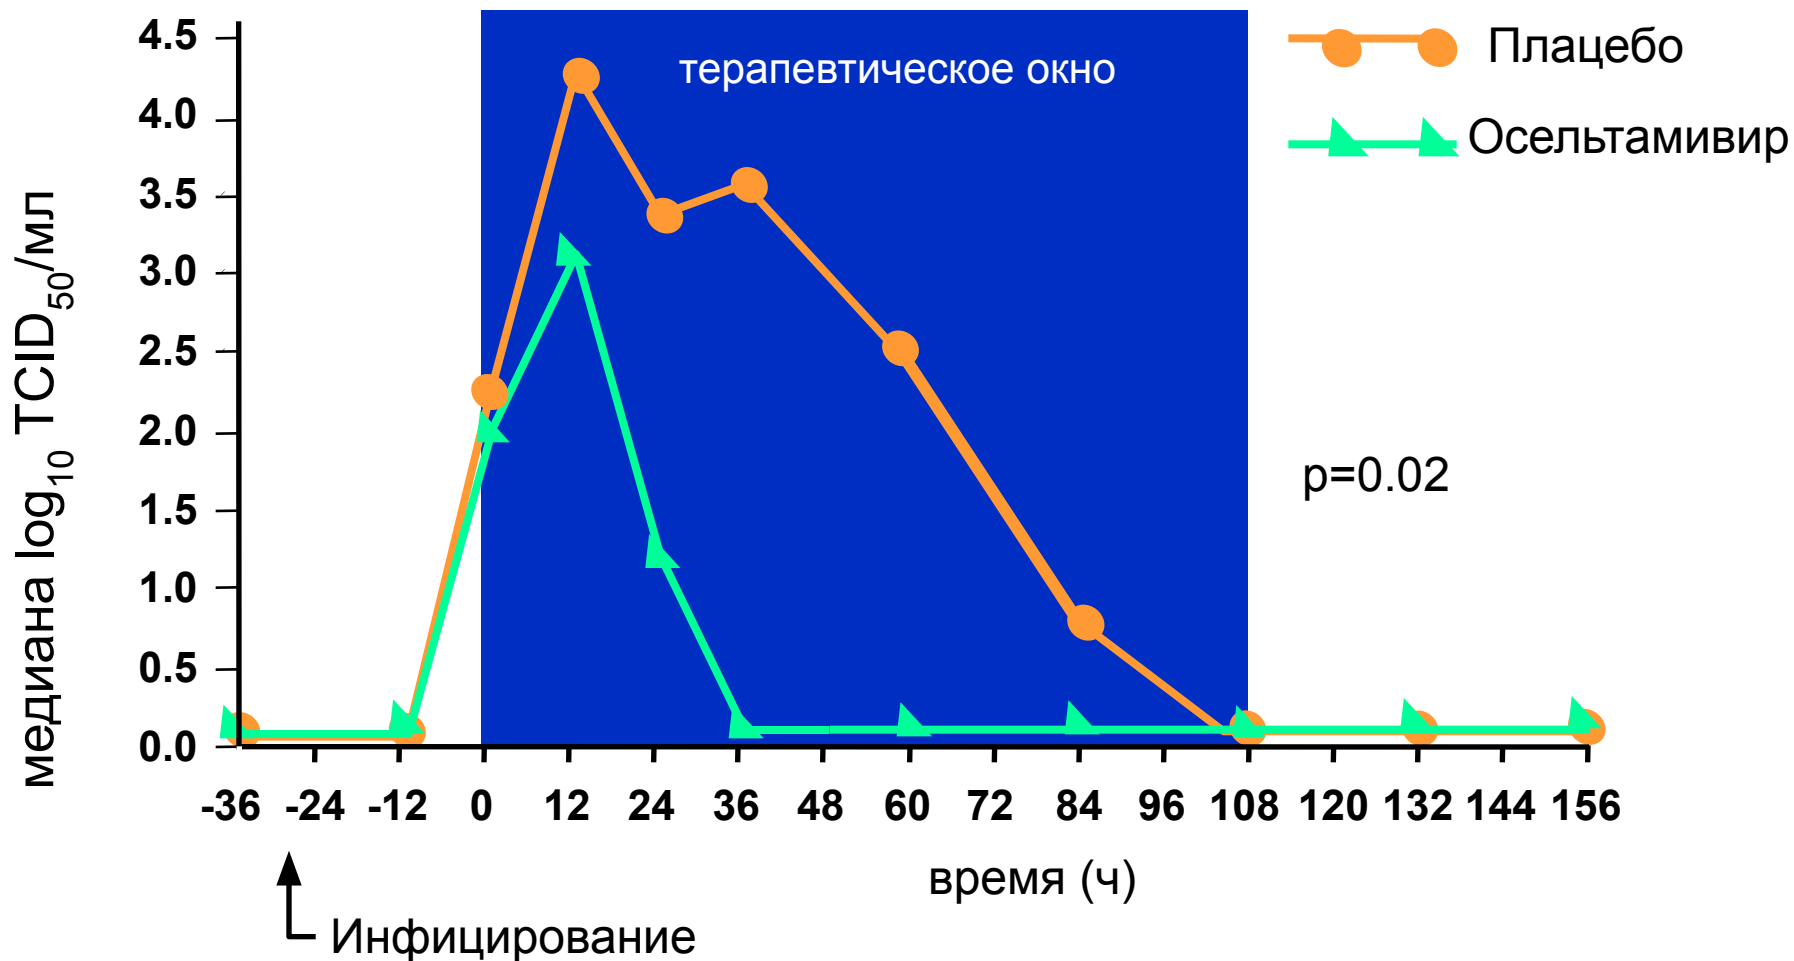 терапевтическое окно
Плацебо
Осельтамивир
медиана log10 TCID50/мл
4.5
4.0
3.5
3.0
2.5
2.0
1.5
1.0
0.5
0.0
p=0.02
-36 -24 -12 0 12 24 36 48 60 72 84 96 108 120 132 144 156
время (ч)
Инфицирование